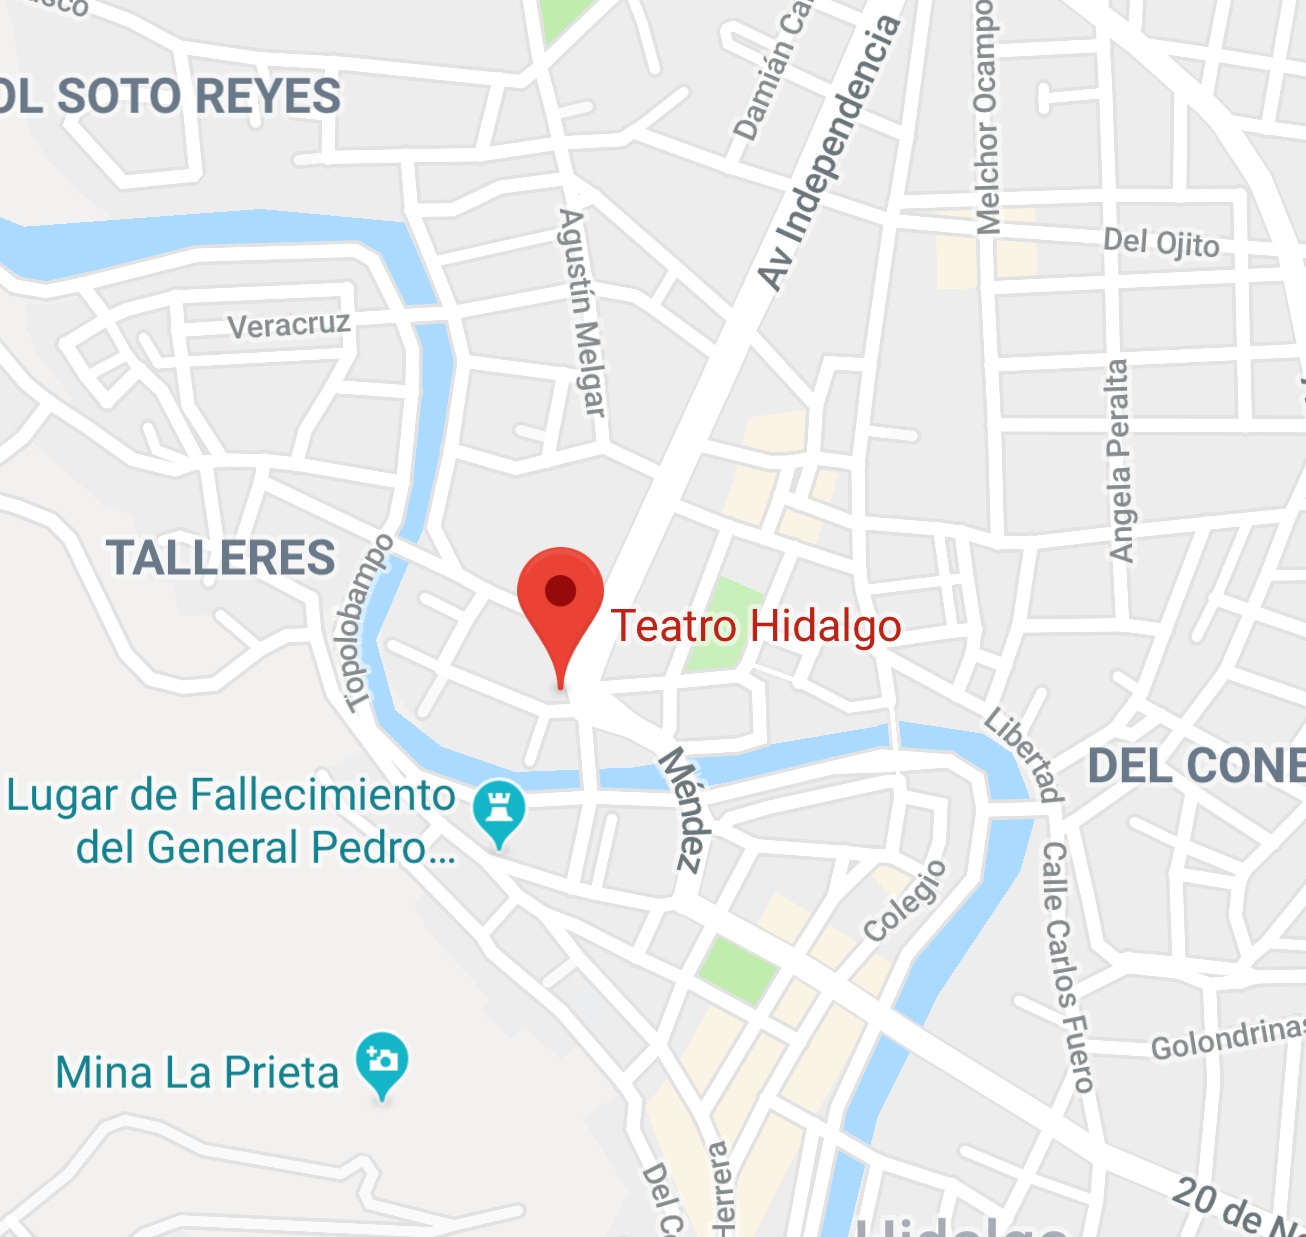 OL SOTO REYES
Damián Ca
Av Independencia
Melchor Ocampo
Del Ojito
Agustín Melgar
Veracruz
Angela Peralta
TALLERES
Topolobampo
Teatro Hidalgo
Libertad
DEL CONE
Méndez
Lugar de Fallecimiento
del General Pedro...
Colegio
Calle Carlos Fuero
Golondrinas
Mina La Prieta
Del Co
Herrera
20 de No
Hidalgo